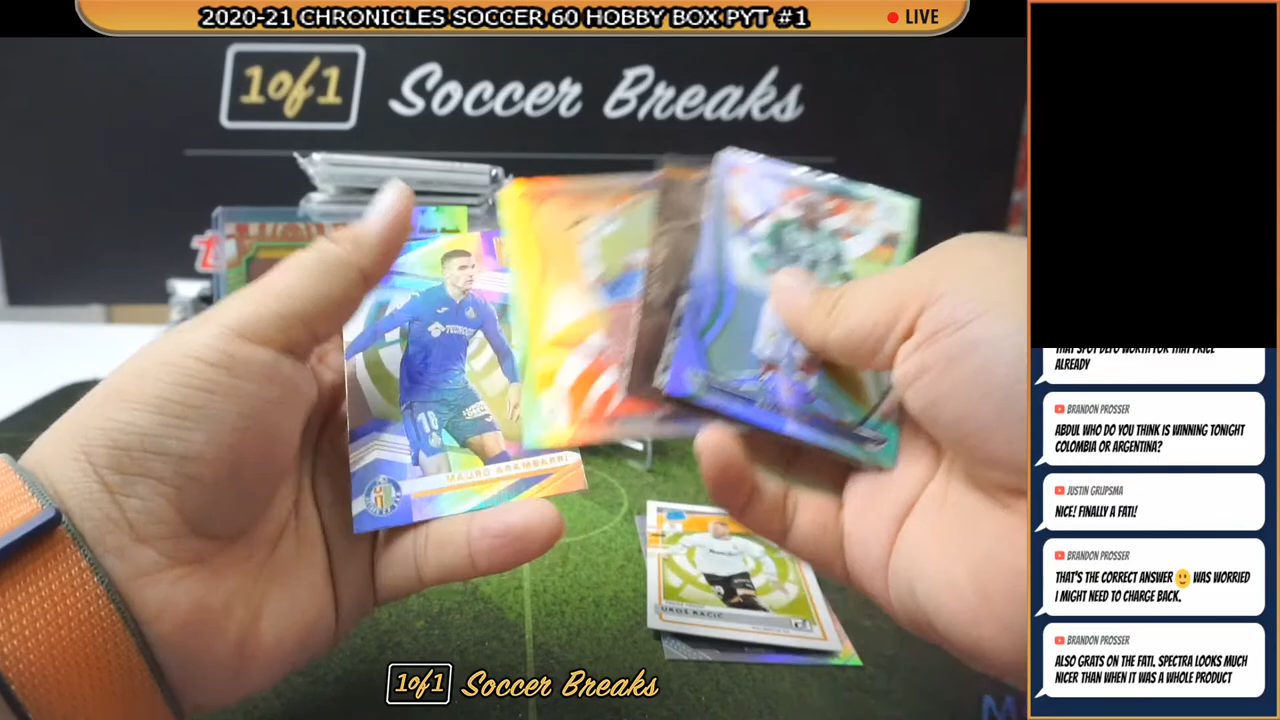 2020-21 CHRONICLES SOCCER 60 HOBBY BOX PYT #1
LIVE
1of1 Soccer Breaks
MAURO ARAMBARRI
UROS RACIC
1of1 Soccer Breaks
THAT SPOT DEFO WORTH FOR THAT PRICE
ALREADY
BRANDON PROSSER
ABDUL WHO DO YOU THINK IS WINNING TONIGHT
COLOMBIA OR ARGENTINA?
JUSTIN GRIJPSMA
NICE! FINALLY A FATI!
BRANDON PROSSER
THAT'S THE CORRECT ANSWER 🙂 WAS WORRIED
I MIGHT NEED TO CHARGE BACK.
BRANDON PROSSER
ALSO GRATS ON THE FATI. SPECTRA LOOKS MUCH
NICER THAN WHEN IT WAS A WHOLE PRODUCT